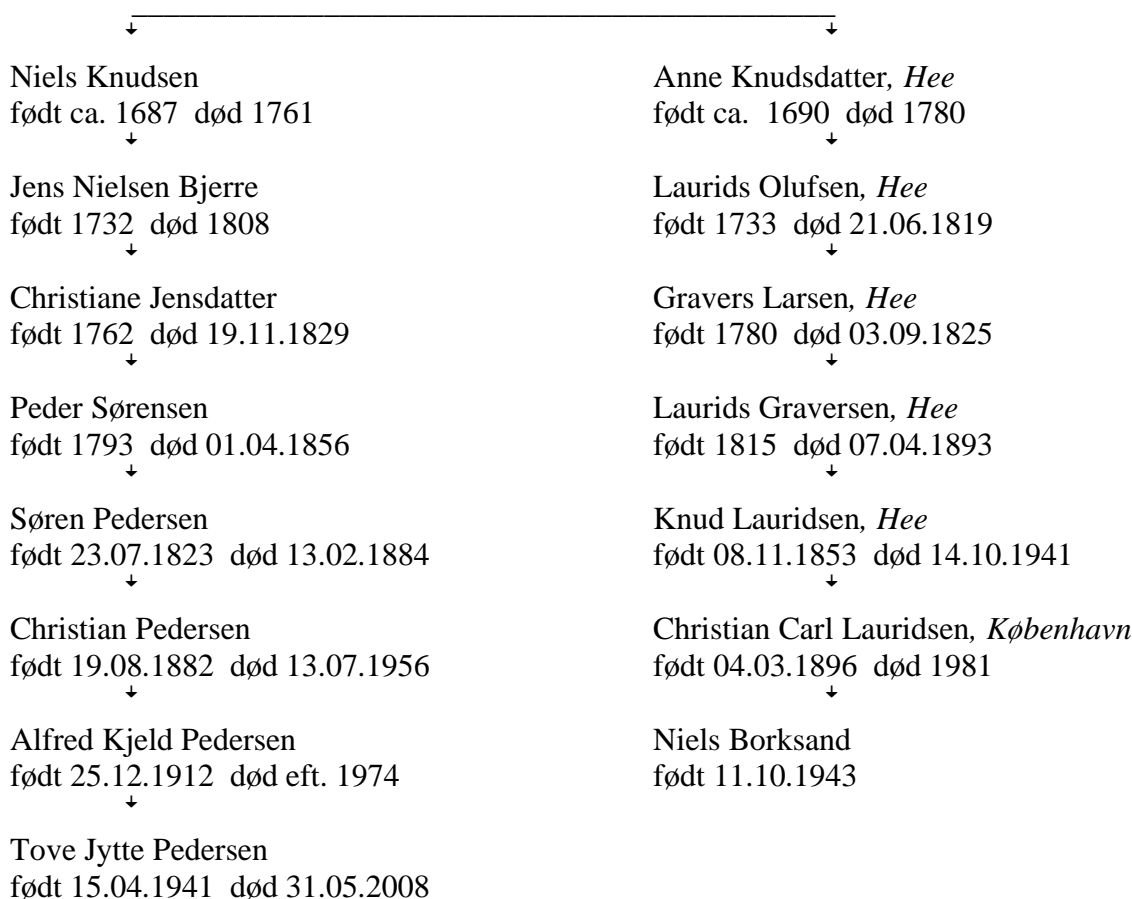 Niels Knudsen
født ca. 1687 død 1761
Jens Nielsen Bjerre
født 1732 død 1808
Christiane Jensdatter
født 1762 død 19.11.1829
Peder Sørensen
født 1793 død 01.04.1856
Søren Pedersen
født 23.07.1823 død 13.02.1884
Christian Pedersen
født 19.08.1882 død 13.07.1956
Alfred Kjeld Pedersen
født 25.12.1912 død eft. 1974
Tove Jytte Pedersen
født 15.04.1941 død 31.05.2008
Anne Knudsdatter, Hee
født ca. 1690 død 1780
Laurids Olufsen, Hee
født 1733 død 21.06.1819
Gravers Larsen, Hee
født 1780 død 03.09.1825
Laurids Graversen, Hee
født 1815 død 07.04.1893
Knud Lauridsen, Hee
født 08.11.1853 død 14.10.1941
Christian Carl Lauridsen, København
født 04.03.1896 død 1981
Niels Borksand
født 11.10.1943